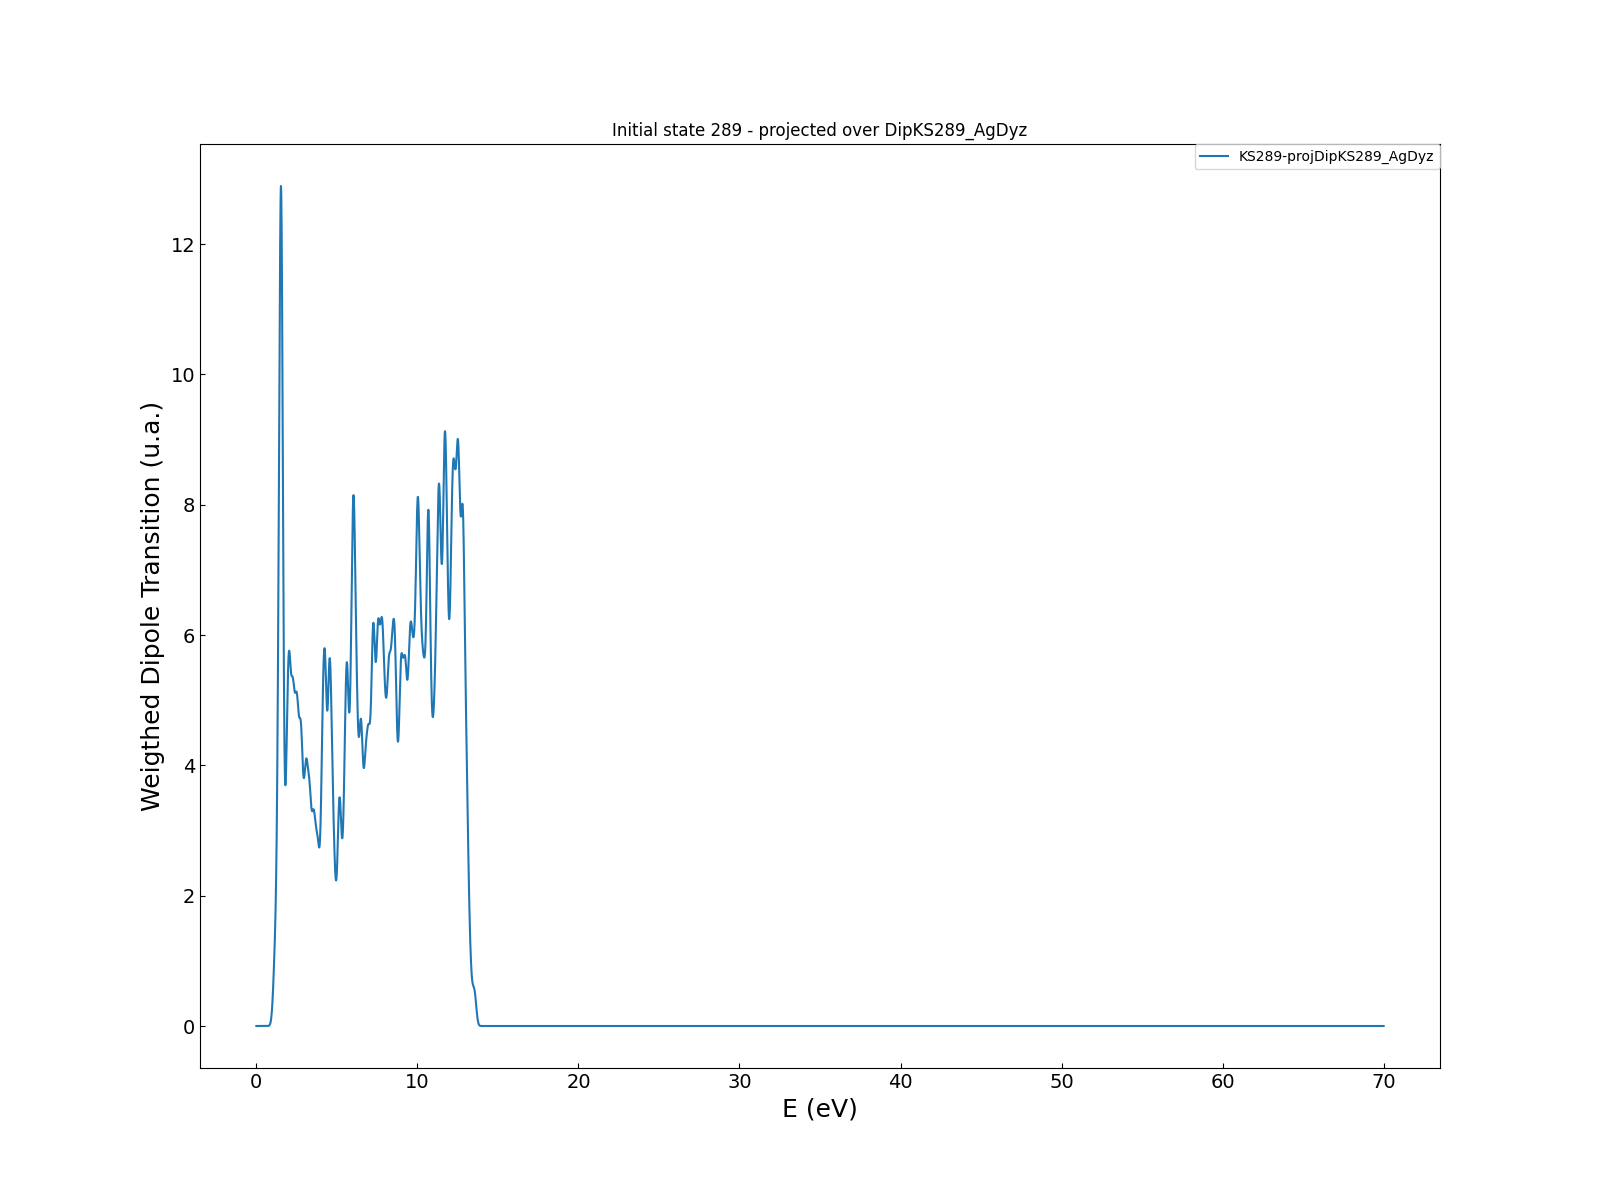 Initial state 289 - projected over DipKS289_AgDyz
KS289-projDipKS289_AgDyz
Weigthed Dipole Transition (u.a.)
12
10
8
6
4
2
0
0 10 20 30 40 50 60 70
E (eV)